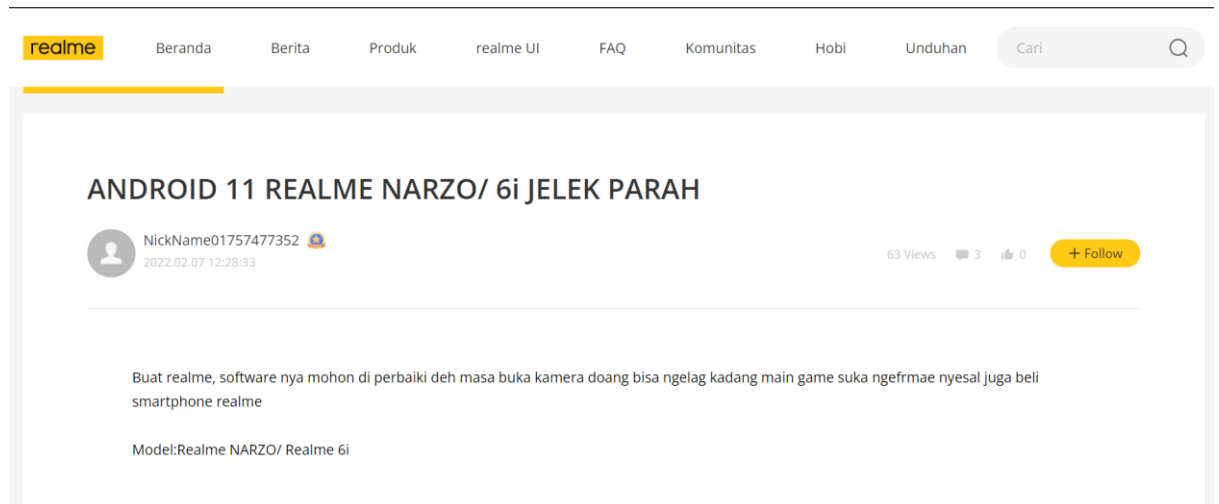 realme Beranda Berita Produk realme UI FAQ Komunitas Hobi Unduhan Cari
ANDROID 11 REALME NARZO/ 6i JELEK PARAH
NickName01757477352
2022.02.07 12:28:33
63 Views 3 0 + Follow
Buat realme, software nya mohon di perbaiki deh masa buka kamera doang bisa ngelag kadang main game suka ngefrmae nyesal juga beli
smartphone realme
Model:Realme NARZO/ Realme 6i